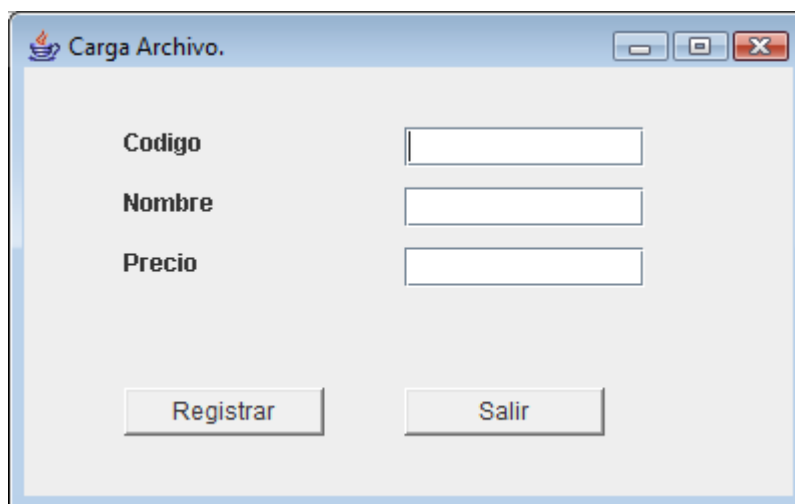 Carga Archivo.
Codigo
Nombre
Precio
Registrar Salir